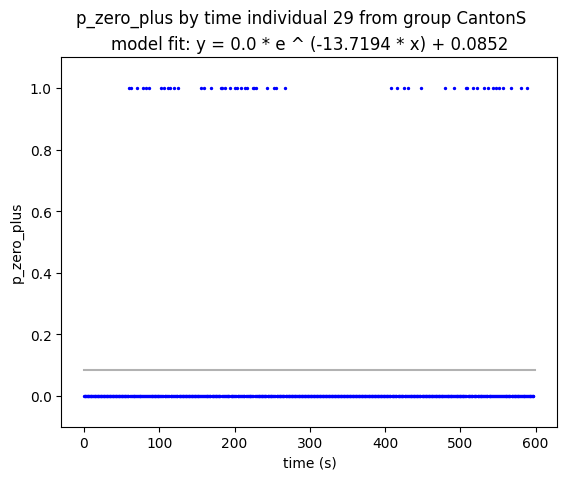 p_zero_plus by time individual 29 from group CantonS
model fit: y = 0.0 * e ^ (-13.7194 * x) + 0.0852
1.0
0.8
0.6
0.4
0.2
0.0
p_zero_plus
0 100 200 300 400 500 600
time (s)